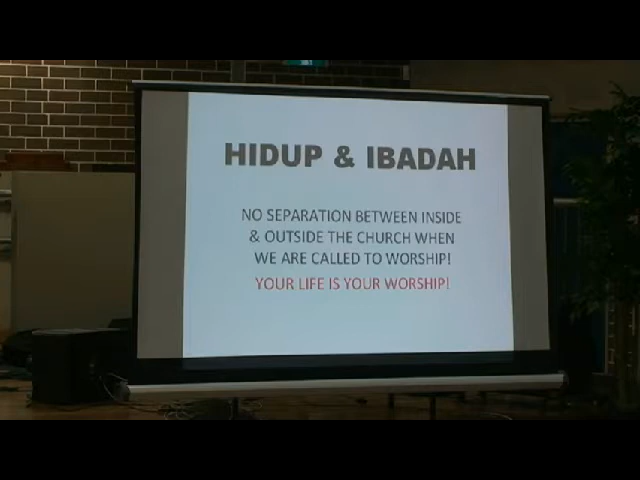 HIDUP & IBADAH
NO SEPARATION BETWEEN INSIDE
& OUTSIDE THE CHURCH WHEN
WE ARE CALLED TO WORSHIP!
YOUR LIFE IS YOUR WORSHIP!